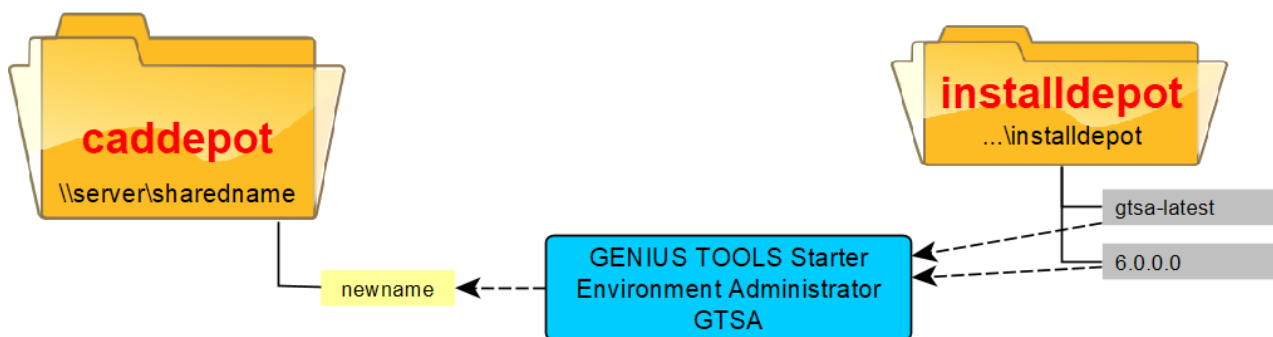 caddepot
\\server\sharedname
newname
GENIUS TOOLS Starter
Environment Administrator
GTSA
installdepot
...\installdepot
gtsa-latest
6.0.0.0